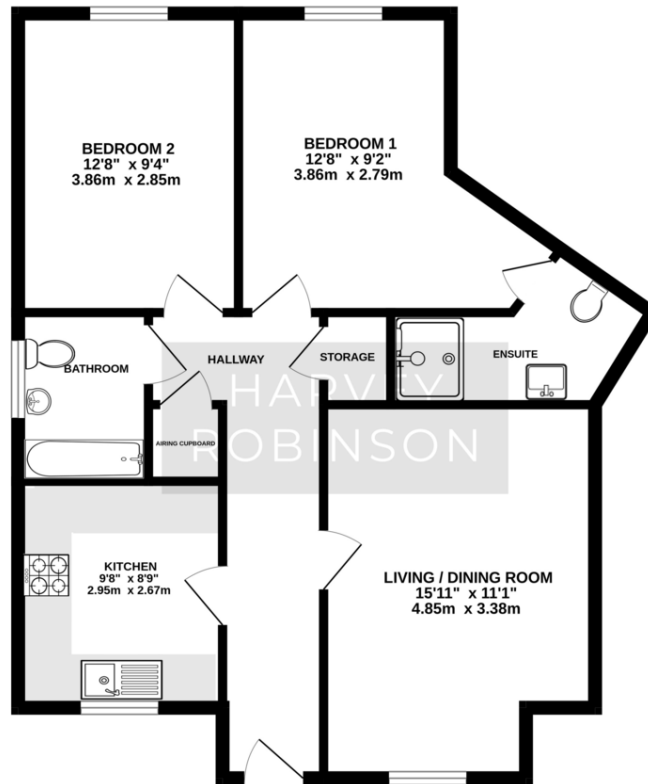 BEDROOM 2
12'8" x 9'4"
3.86m x 2.85m
BEDROOM 1
12'8" x 9'2"
3.86m x 2.79m
BATHROOM
HALLWAY
STORAGE
ENSUITE
HARVEY
ROBINSON
AIRING CUPBOARD
KITCHEN
9'8" x 8'9"
2.95m x 2.67m
LIVING / DINING ROOM
15'11" x 11'1"
4.85m x 3.38m